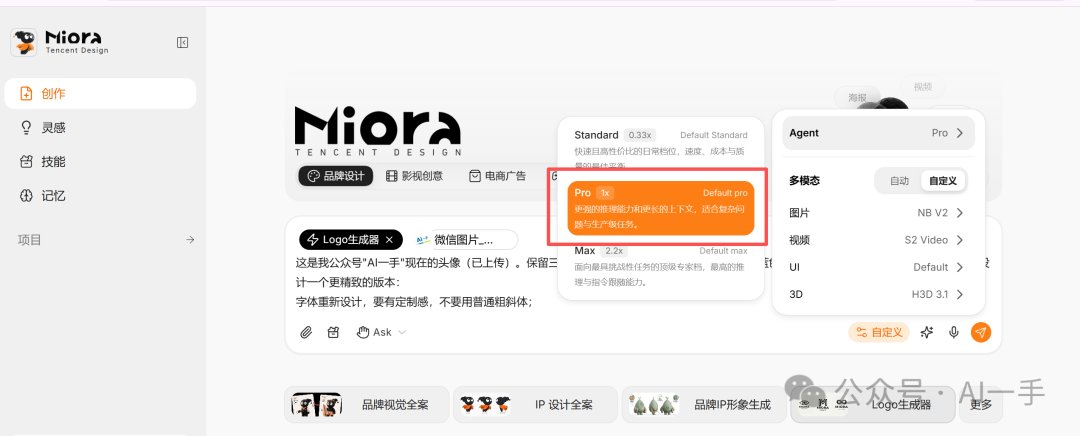 Miora
Tencent Design
创作
灵感
技能
记忆
项目
Miora
TENCENT DESIGN
品牌设计
影视创意
电商广告
海报
视频
Standard 0.33x Default Standard
快速且高性价比的日常档位，速度、成本与质
量的最佳平衡
Pro 1x Default pro
更强的推理能力和更长的上下文，适合复杂问
题与生产级任务。
Max 2.2x Default max
面向最具挑战性任务的顶级专家档，最高的推
理与指令跟随能力。
Agent Pro
多模态 自动 自定义
图片 NB V2
视频 S2 Video
UI Default
3D H3D 3.1
Logo生成器
微信图片_...
这是我公众号"AI一手"现在的头像（已上传）。保留三
计一个更精致的版本：
字体重新设计，要有定制感，不要用普通粗斜体；
Ask
自定义
品牌视觉全案
IP 设计全案
品牌IP形象生成
Logo生成器
更多
公众号 · AI一手